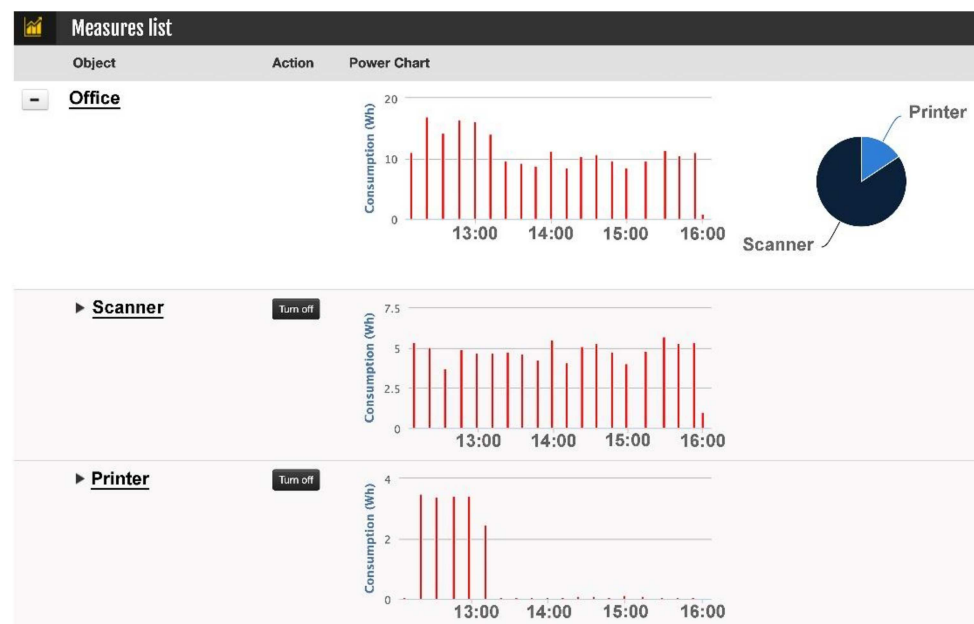 Measures list
Object Action Power Chart
Office
Consumption (Wh)
20
10
0
13:00 14:00 15:00 16:00
Printer
Scanner
Scanner
Turn off
Consumption (Wh)
7.5
5
2.5
0
13:00 14:00 15:00 16:00
Printer
Turn off
Consumption (Wh)
4
2
0
13:00 14:00 15:00 16:00